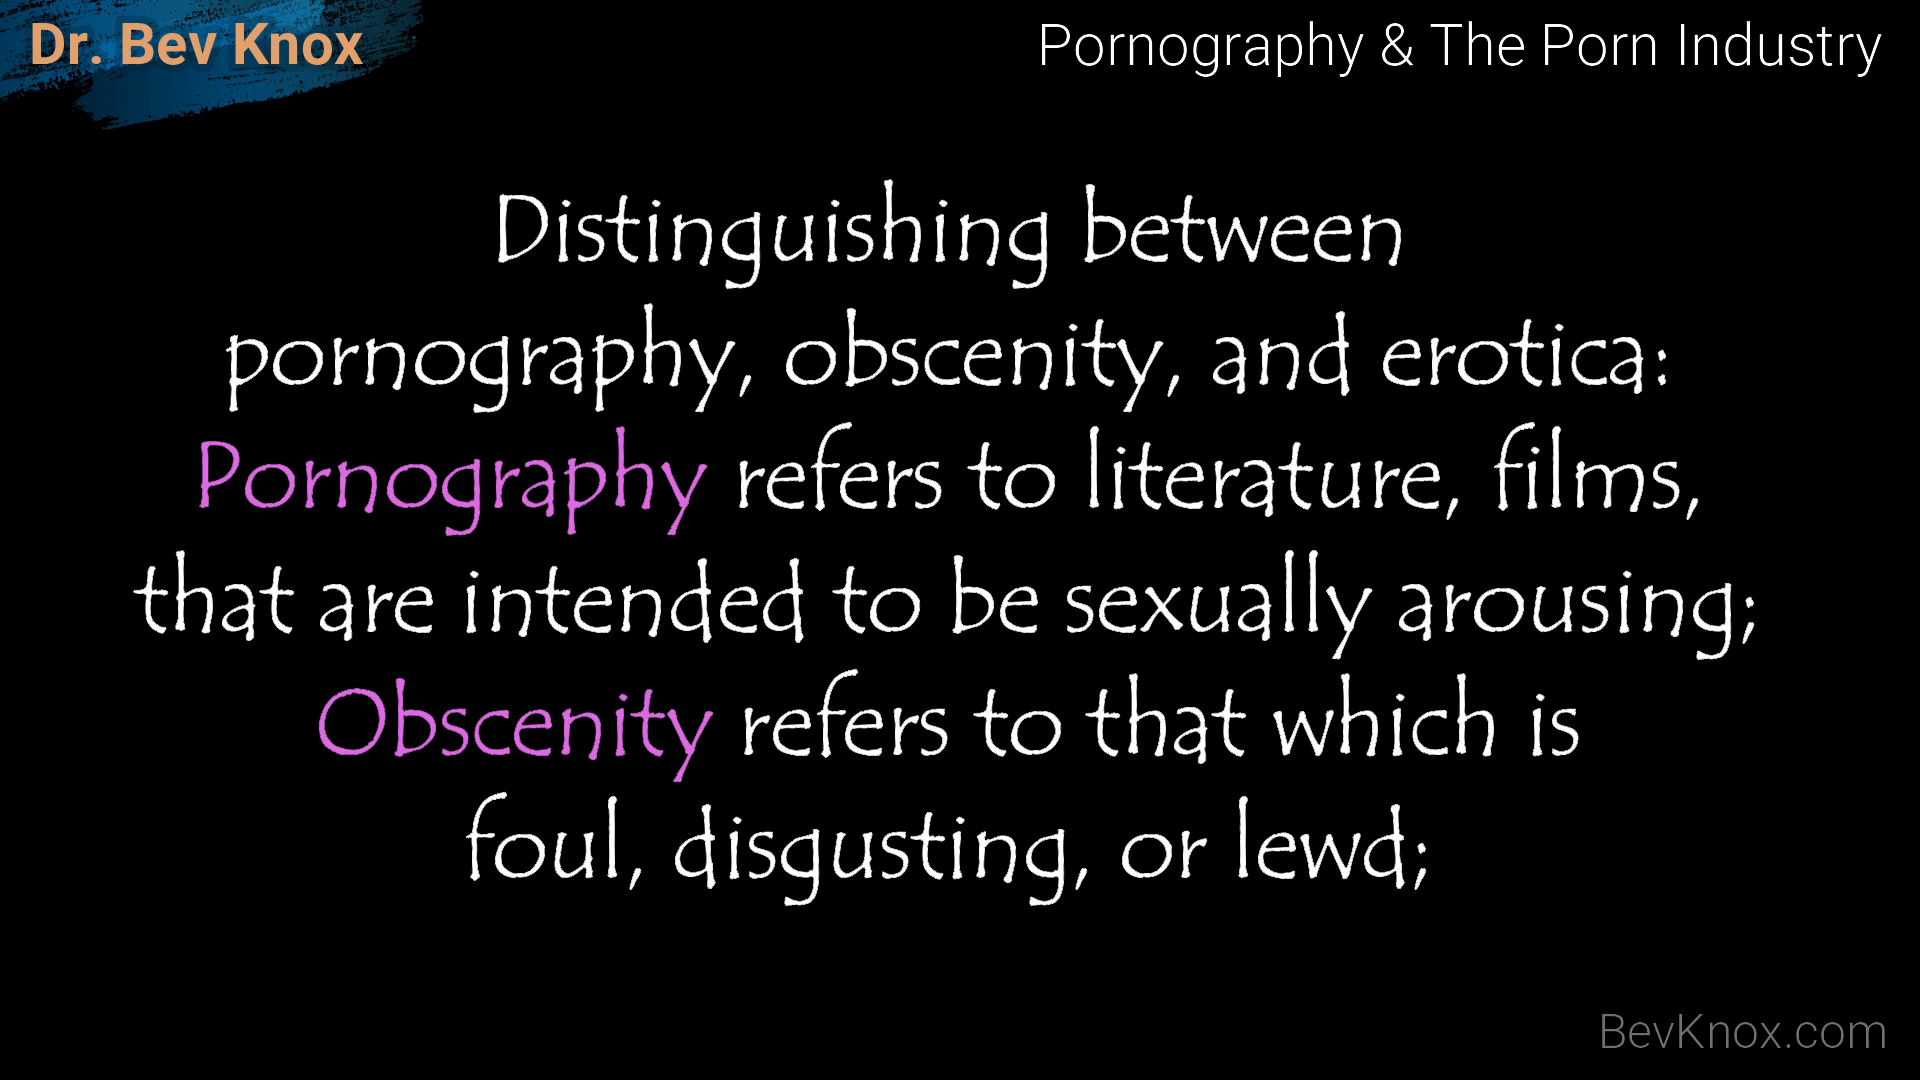 Dr. Bev Knox
Pornography & The Porn Industry
Distinguishing between
pornography, obscenity, and erotica:
Pornography refers to literature, films,
that are intended to be sexually arousing;
Obscenity refers to that which is
foul, disgusting, or lewd;
BevKnox.com